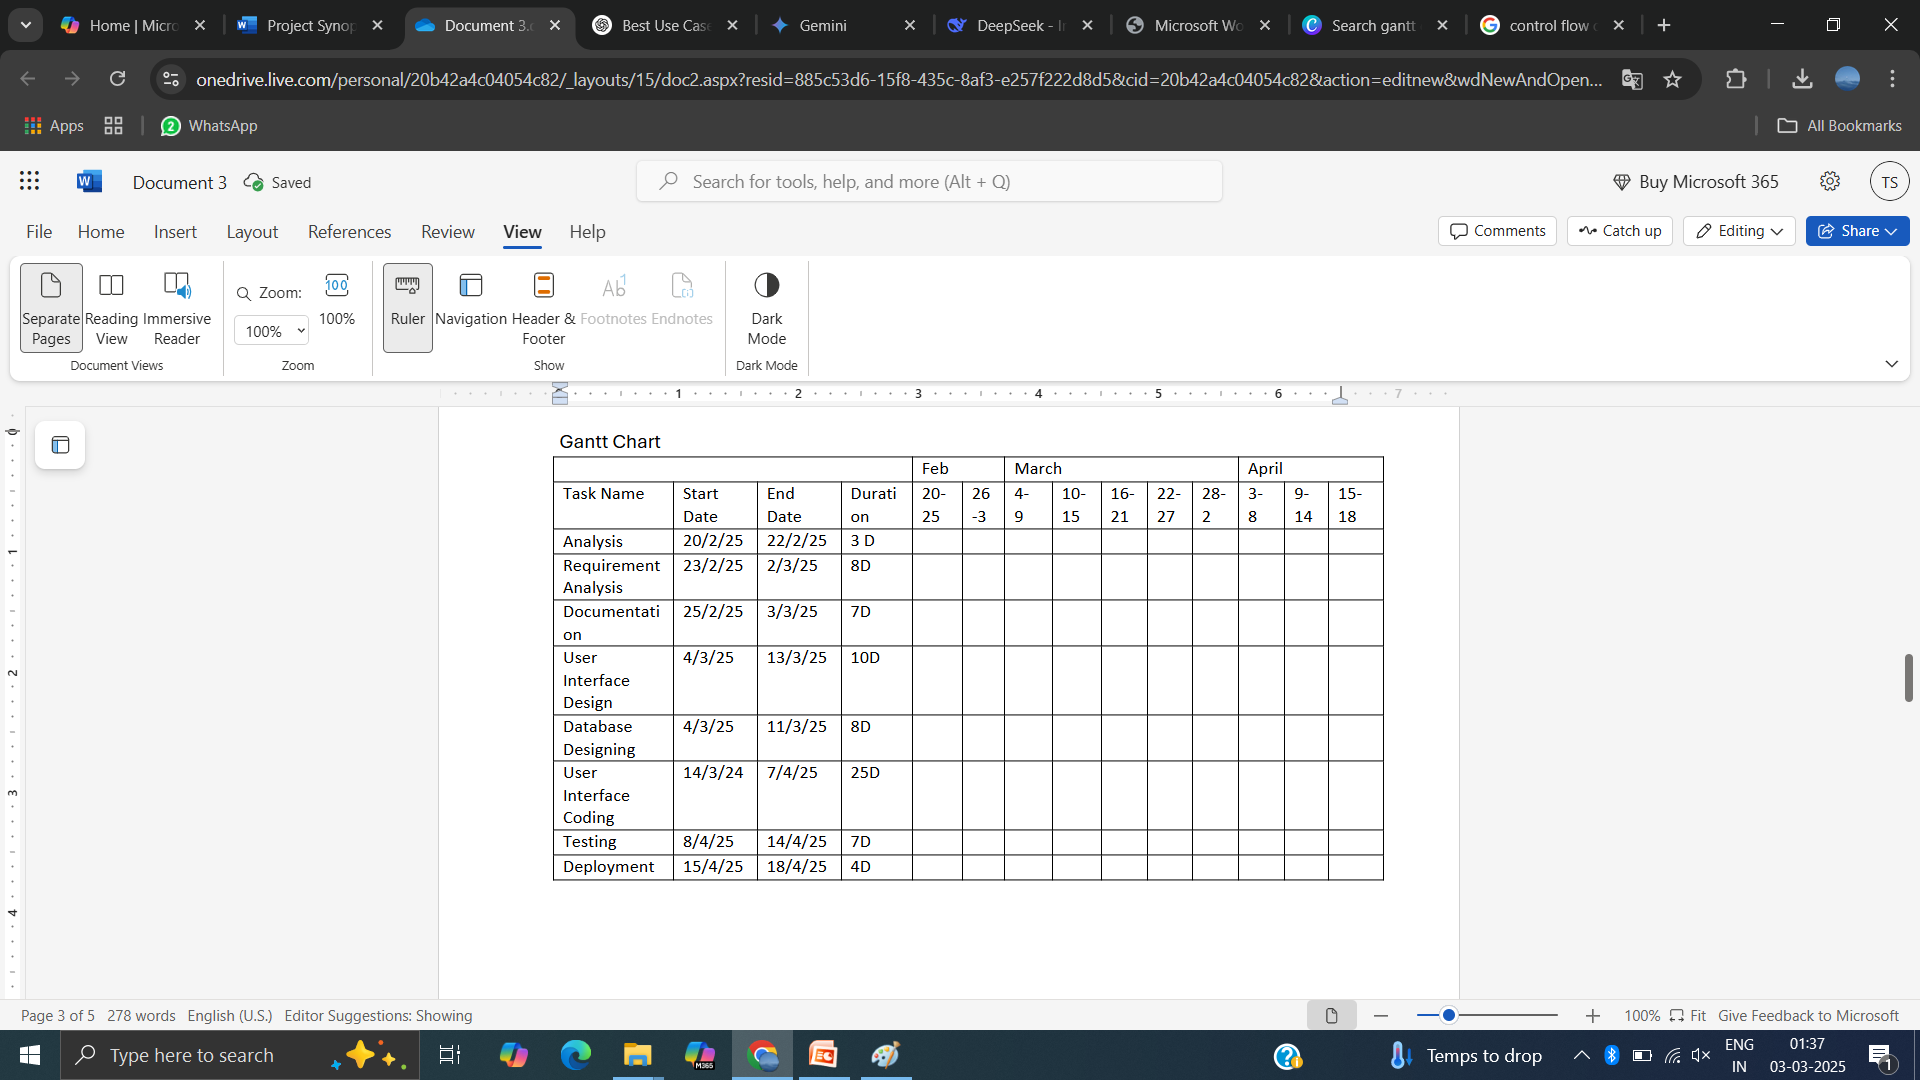 Home | Micro
Project Synop
Document 3.
Best Use Case
Gemini
DeepSeek - I
Microsoft Wo
Search gantt
control flow
onedrive.live.com/personal/20b42a4c04054c82/_layouts/15/doc2.aspx?resid=885c53d6-15f8-435c-8af3-e257f222d8d5&cid=20b42a4c04054c82&action=editnew&wdNewAndOpen...
Apps
WhatsApp
All Bookmarks
Document 3 Saved
Search for tools, help, and more (Alt + Q)
Buy Microsoft 365
TS
File Home Insert Layout References Review View Help
Comments Catch up Editing Share
Separate Pages
Reading View
Immersive Reader
Document Views
Zoom:
100%
100%
Zoom
Ruler
Navigation
Header & Footer
Footnotes
Endnotes
Show
Dark Mode
Dark Mode
1 2 3 4 5 6 7
0
1
2
3
4
Gantt Chart
Feb March April
Task Name Start Date End Date Durati on 20-25 26-3 4-9 10-15 16-21 22-27 28-2 3-8 9-14 15-18
Analysis 20/2/25 22/2/25 3 D
Requirement Analysis 23/2/25 2/3/25 8D
Documentati on 25/2/25 3/3/25 7D
User Interface Design 4/3/25 13/3/25 10D
Database Designing 4/3/25 11/3/25 8D
User Interface Coding 14/3/24 7/4/25 25D
Testing 8/4/25 14/4/25 7D
Deployment 15/4/25 18/4/25 4D
Page 3 of 5 278 words English (U.S.) Editor Suggestions: Showing
100% Fit Give Feedback to Microsoft
Type here to search
M365
Temps to drop
ENG
IN
01:37
03-03-2025
1